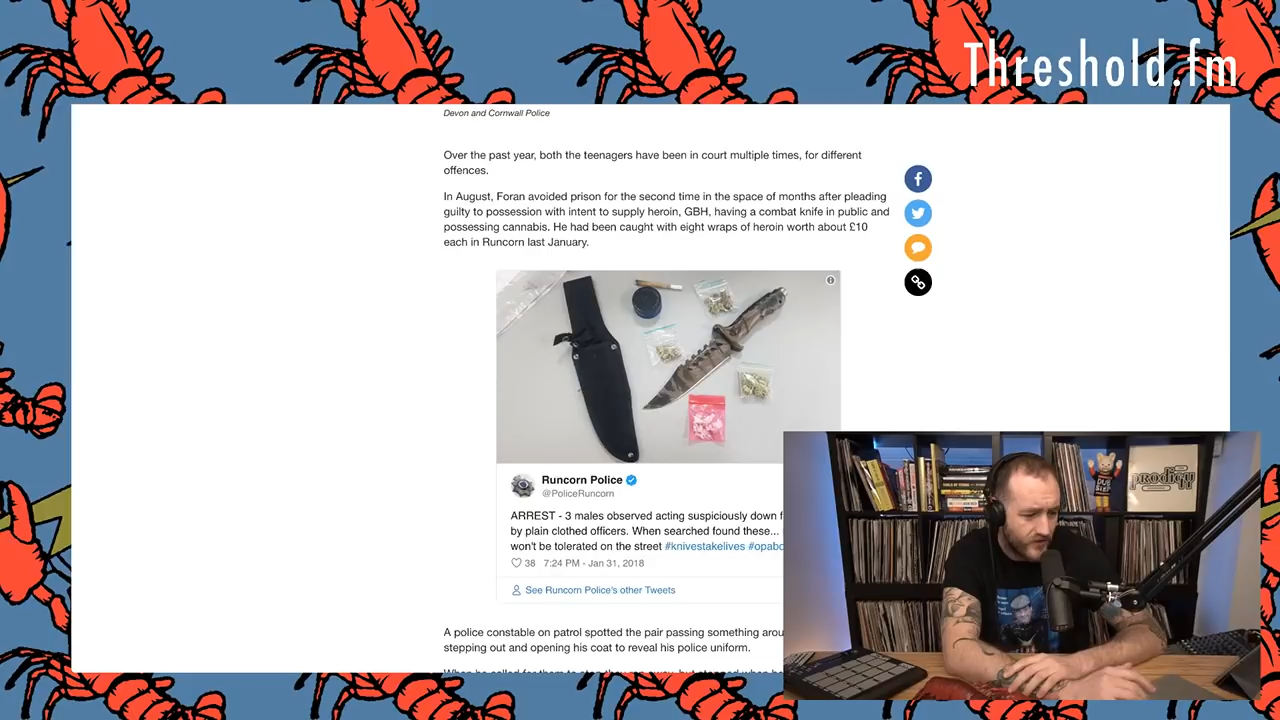 Threshold.fm
Devon and Cornwall Police
Over the past year, both the teenagers have been in court multiple times, for different
offences.
In August, Foran avoided prison for the second time in the space of months after pleading
guilty to possession with intent to supply heroin, GBH, having a combat knife in public and
possessing cannabis. He had been caught with eight wraps of heroin worth about £10
each in Runcorn last January.
Runcorn Police
@PoliceRuncorn
ARREST - 3 males observed acting suspiciously down
by plain clothed officers. When searched found these...
won't be tolerated on the street #knivestakelives
38 7:24 PM - Jan 31, 2018
See Runcorn Police's other Tweets
A police constable on patrol spotted the pair passing something
stepping out and opening his coat to reveal his police uniform.
prodigy
DUB
STEP